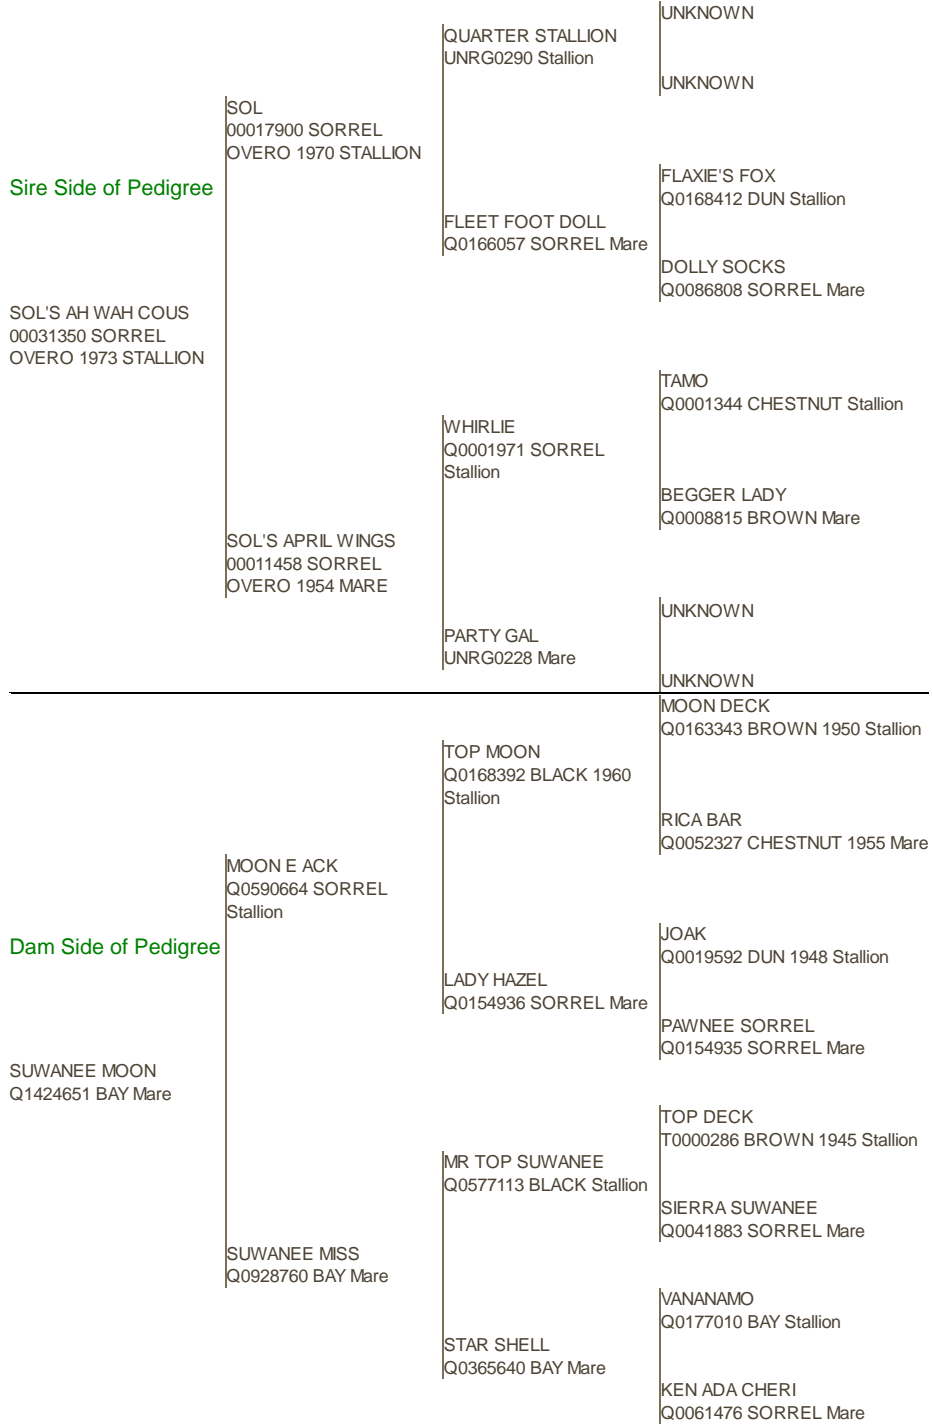 UNKNOWN
QUARTER STALLION
UNRG0290 Stallion
UNKNOWN
SOL
00017900 SORREL
OVERO 1970 STALLION
Sire Side of Pedigree
FLAXIE'S FOX
Q0168412 DUN Stallion
FLEET FOOT DOLL
Q0166057 SORREL Mare
DOLLY SOCKS
Q0086808 SORREL Mare
SOL'S AH WAH COUS
00031350 SORREL
OVERO 1973 STALLION
TAMO
Q0001344 CHESTNUT Stallion
WHIRLIE
Q0001971 SORREL
Stallion
BEGGER LADY
Q0008815 BROWN Mare
SOL'S APRIL WINGS
00011458 SORREL
OVERO 1954 MARE
UNKNOWN
PARTY GAL
UNRG0228 Mare
UNKNOWN
MOON DECK
Q0163343 BROWN 1950 Stallion
TOP MOON
Q0168392 BLACK 1960
Stallion
RICA BAR
Q0052327 CHESTNUT 1955 Mare
MOON E ACK
Q0590664 SORREL
Stallion
Dam Side of Pedigree
JOAK
Q0019592 DUN 1948 Stallion
LADY HAZEL
Q0154936 SORREL Mare
PAWNEE SORREL
Q0154935 SORREL Mare
SUWANEE MOON
Q1424651 BAY Mare
TOP DECK
T0000286 BROWN 1945 Stallion
MR TOP SUWANEE
Q0577113 BLACK Stallion
SIERRA SUWANEE
Q0041883 SORREL Mare
SUWANEE MISS
Q0928760 BAY Mare
VANANAMO
Q0177010 BAY Stallion
STAR SHELL
Q0365640 BAY Mare
KEN ADA CHERI
Q0061476 SORREL Mare